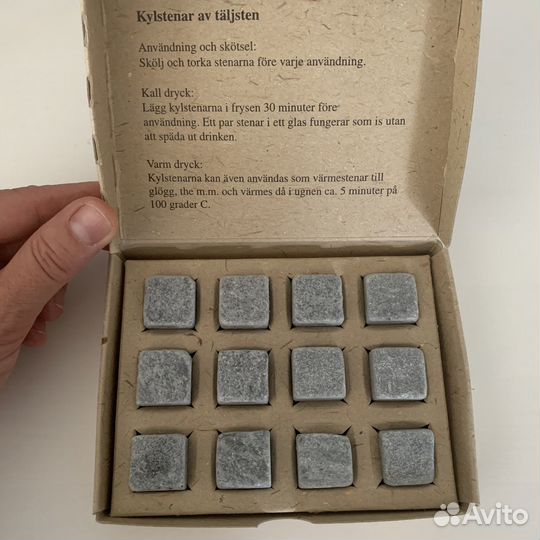 Kylstenar av täljsten
Användning och skötsel:
Skölj och torka stenarna före varje användning.
Kall dryck:
Lägg kylstenarna i frysen 30 minuter före
användning. Ett par stenar i ett glas fungerar som is utan
att späda ut drinken.
Varm dryck:
Kylstenarna kan även användas som värmestenar till
glögg, the m.m. och värmes då i ugnen ca. 5 minuter på
100 grader C.
Avito